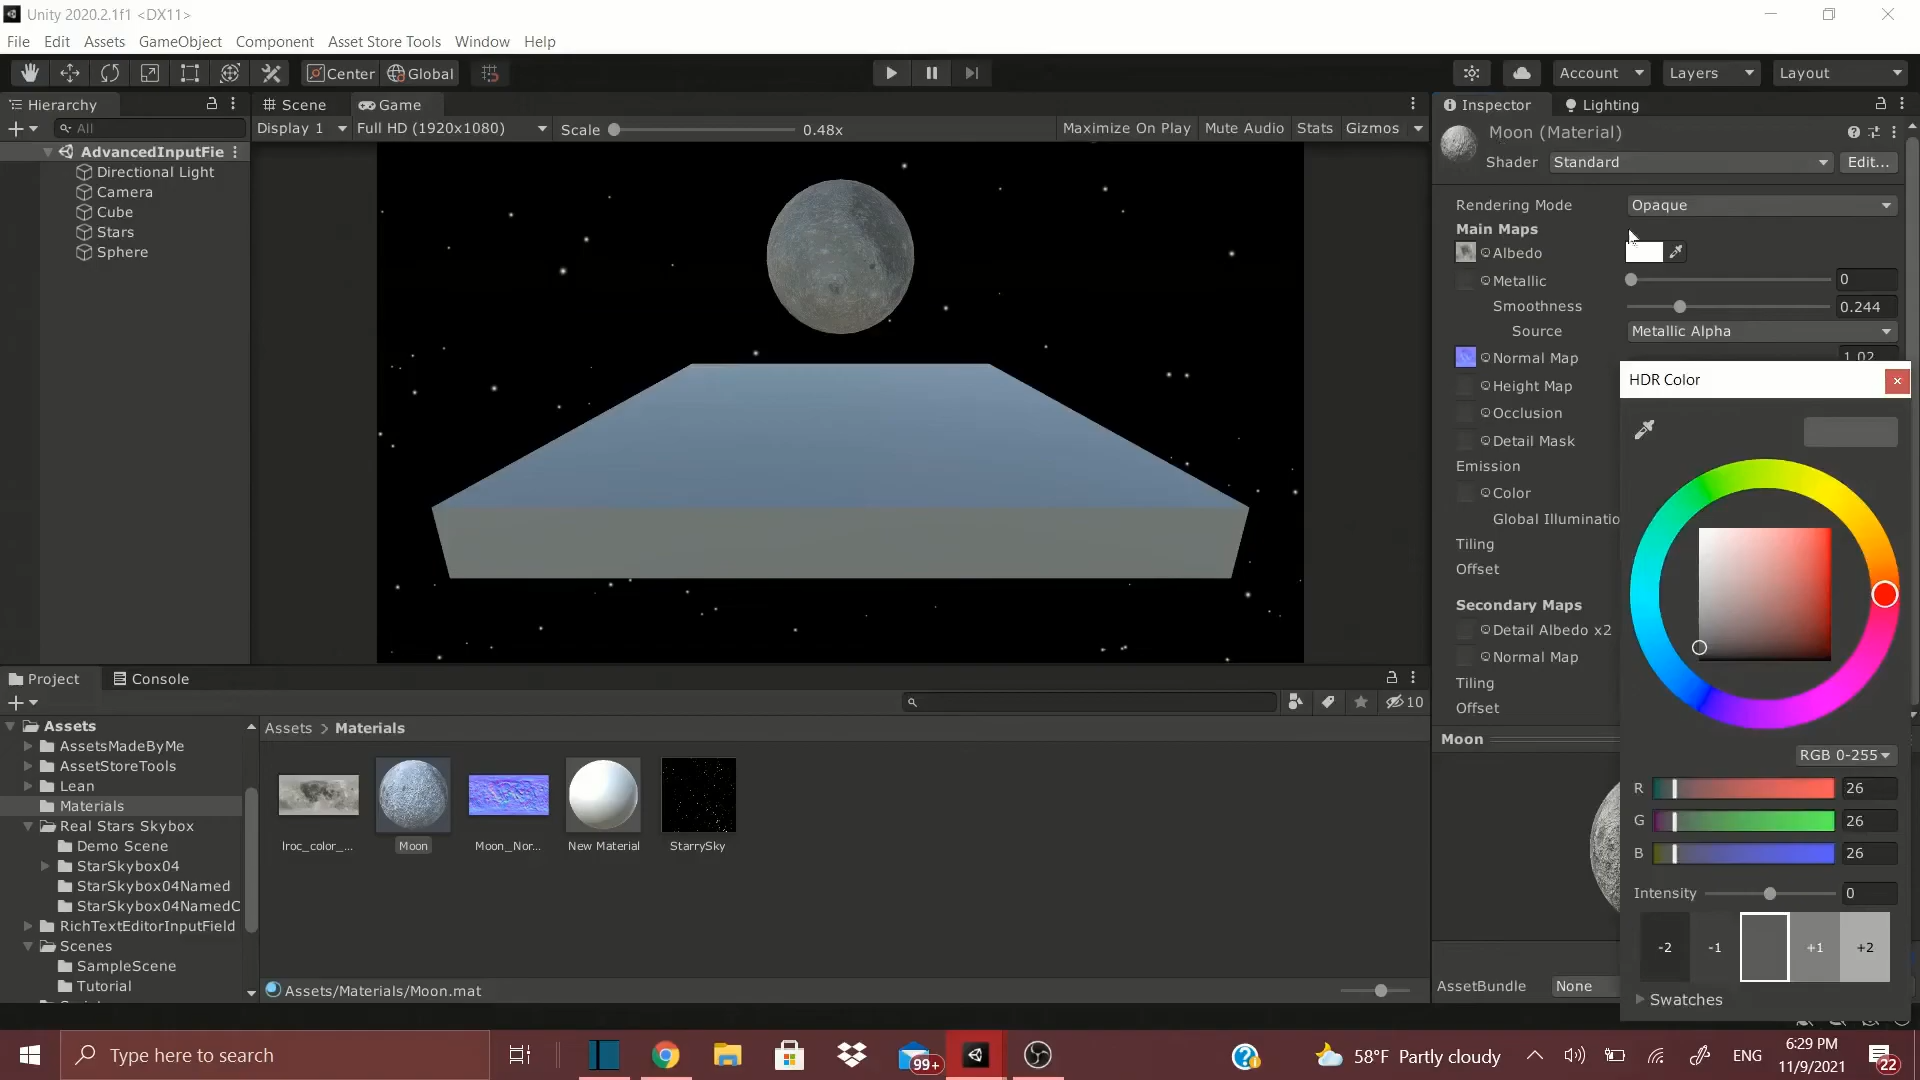 Unity 2020.2.1f1 <DX11>
File Edit Assets GameObject Component Asset Store Tools Window Help
Center Global Account Layers Layout
Hierarchy
All
AdvancedInputFie
Directional Light
Camera
Cube
Stars
Sphere
Scene Game
Display 1 Full HD (1920x1080) Scale 0.48x Maximize On Play Mute Audio Stats Gizmos
Inspector Lighting
Moon (Material)
Shader Standard Edit...
Rendering Mode Opaque
Main Maps
Albedo
Metallic 0
Smoothness 0.244
Source Metallic Alpha
Normal Map 1.02
Height Map
Occlusion
Detail Mask
Emission
Color
Global Illuminatio
Tiling
Offset
Secondary Maps
Detail Albedo x2
Normal Map
Tiling
Offset
Moon
AssetBundle None
HDR Color
RGB 0-255
R 26
G 26
B 26
Intensity 0
-2 -1 +1 +2
Swatches
Project Console
10
Assets
AssetsMadeByMe
AssetStoreTools
Lean
Materials
Real Stars Skybox
Demo Scene
StarSkybox04
StarSkybox04Named
StarSkybox04NamedC
RichTextEditorInputField
Scenes
SampleScene
Tutorial
Assets > Materials
lroc_color_...
Moon
Moon_Nor...
New Material
StarrySky
Assets/Materials/Moon.mat
Type here to search
99+
58°F Partly cloudy
ENG
6:29 PM
11/9/2021
22